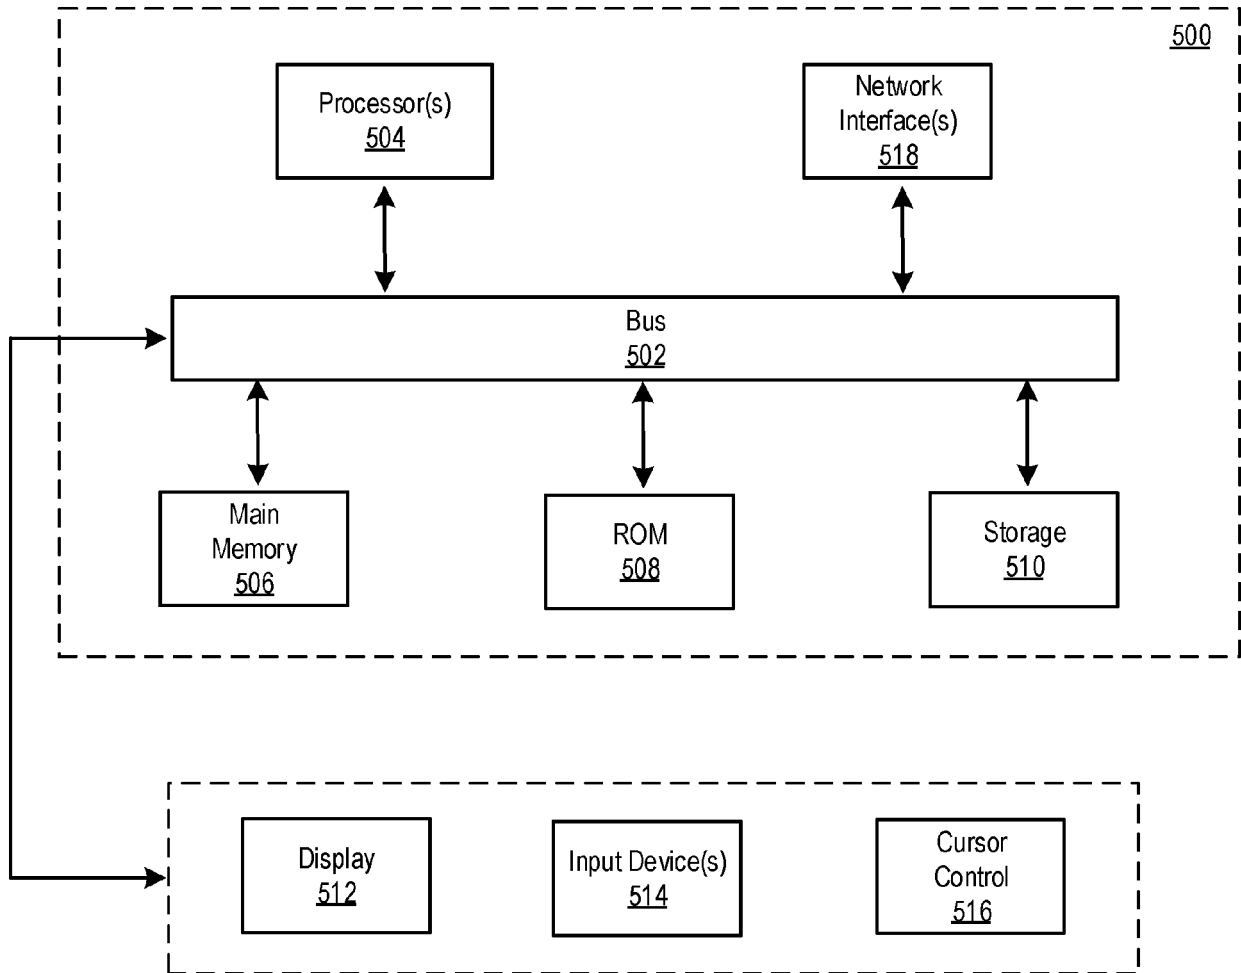 500
Processor(s)
504
Network
Interface(s)
518
Bus
502
Main
Memory
506
ROM
508
Storage
510
Display
512
Input Device(s)
514
Cursor
Control
516